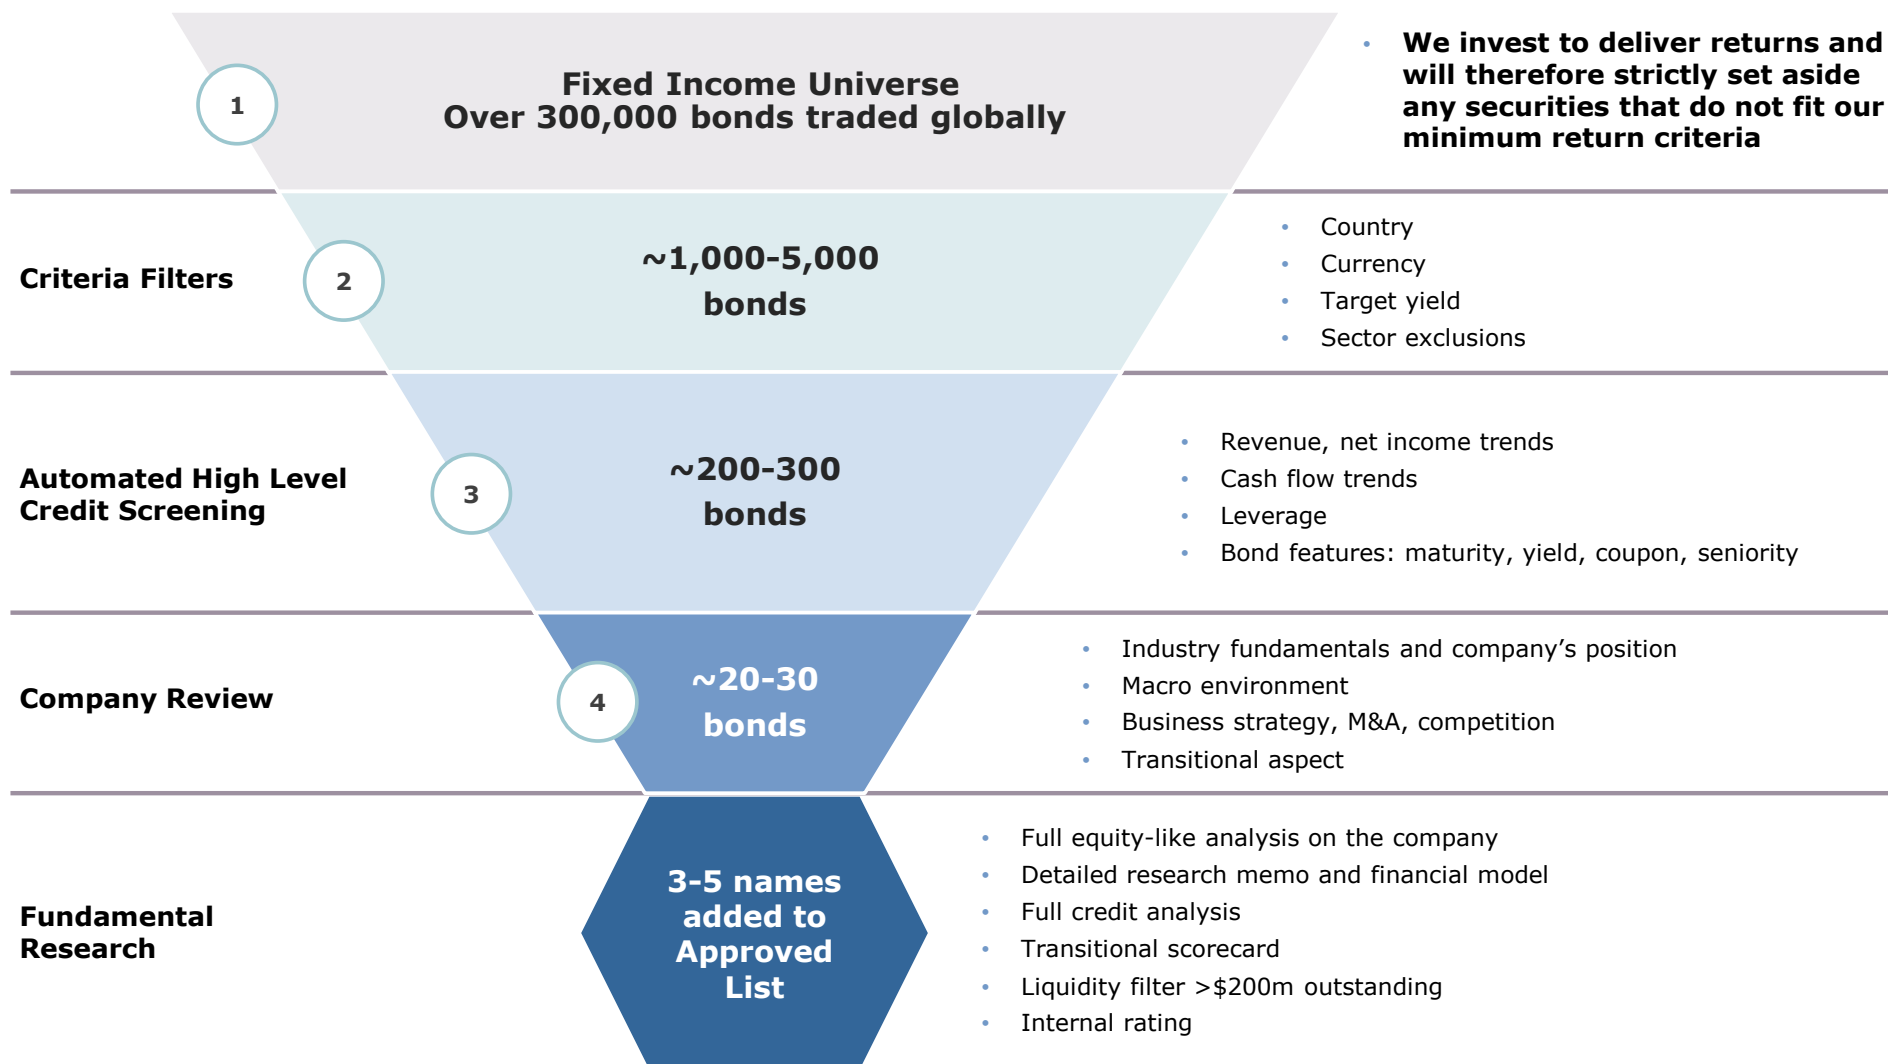 1
Fixed Income Universe
Over 300,000 bonds traded globally
• We invest to deliver returns and
will therefore strictly set aside
any securities that do not fit our
minimum return criteria
Criteria Filters
2
~1,000-5,000
bonds
• Country
• Currency
• Target yield
• Sector exclusions
Automated High Level
Credit Screening
3
~200-300
bonds
• Revenue, net income trends
• Cash flow trends
• Leverage
• Bond features: maturity, yield, coupon, seniority
Company Review
4
~20-30
bonds
• Industry fundamentals and company’s position
• Macro environment
• Business strategy, M&A, competition
• Transitional aspect
Fundamental
Research
3-5 names
added to
Approved
List
• Full equity-like analysis on the company
• Detailed research memo and financial model
• Full credit analysis
• Transitional scorecard
• Liquidity filter >$200m outstanding
• Internal rating